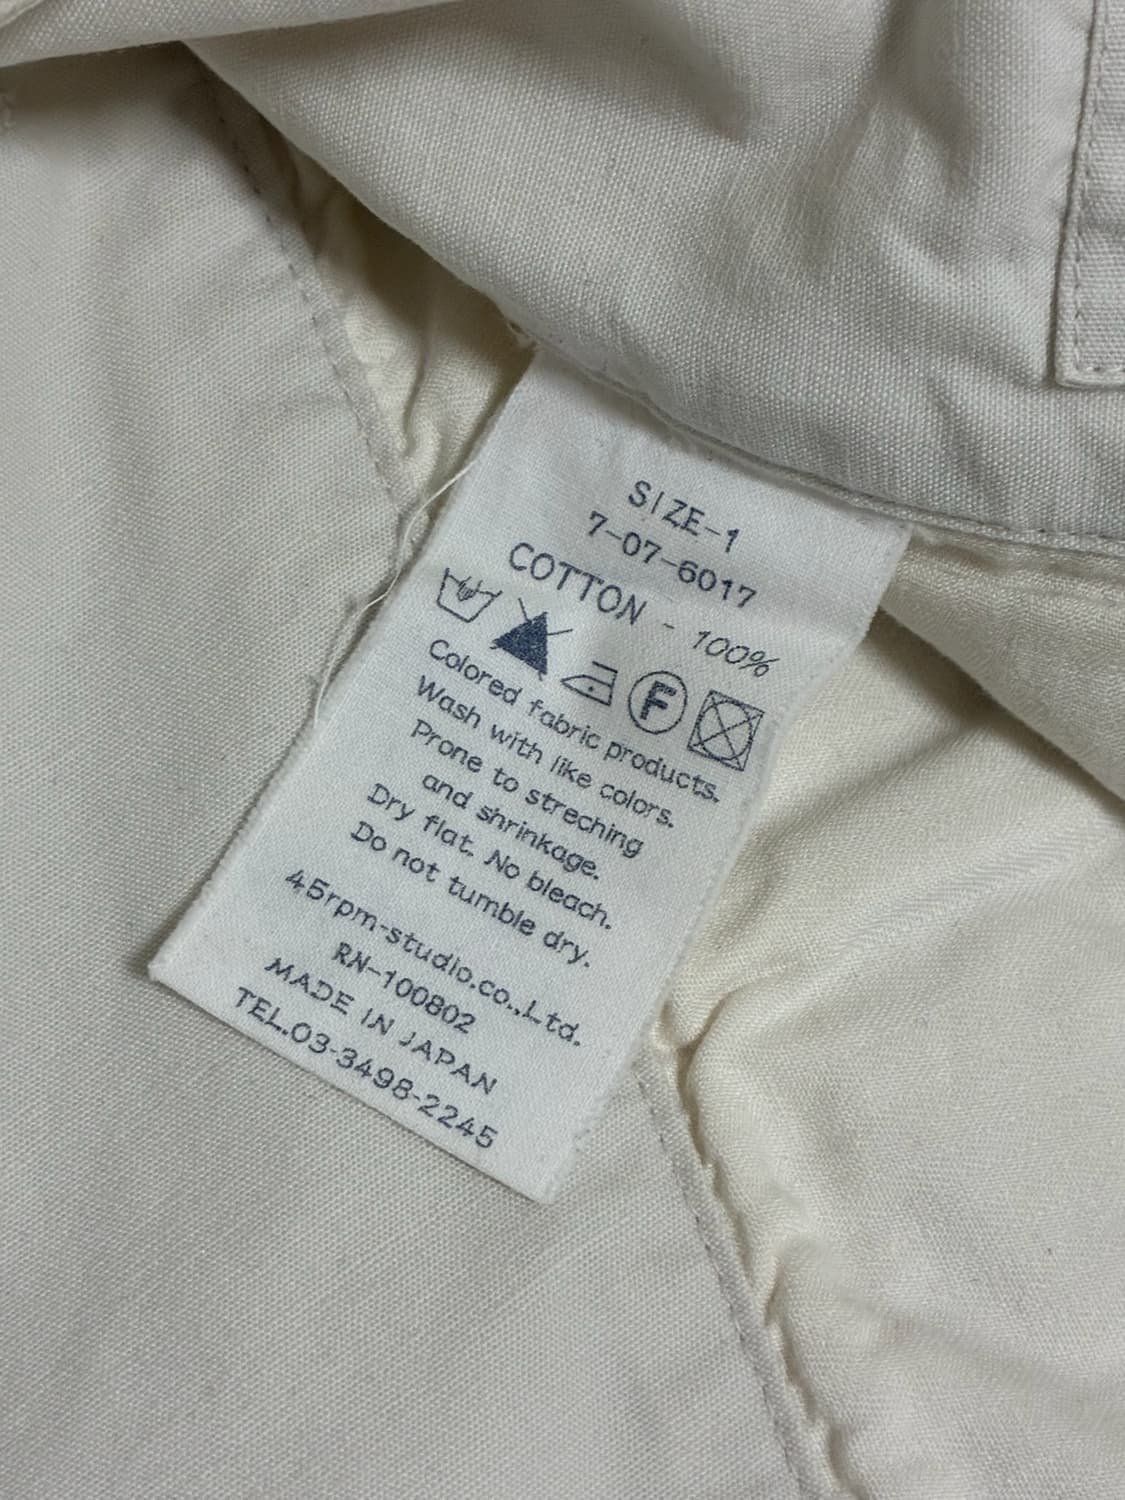 SIZE-1
7-07-6017
COTTON - 100%
F
Colored fabric products.
Wash with like colors.
Prone to streching
and shrinkage.
Dry flat. No bleach.
Do not tumble dry.
45rpm-studio.co.,Ltd.
RN-100802
MADE IN JAPAN
TEL.03-3498-2245